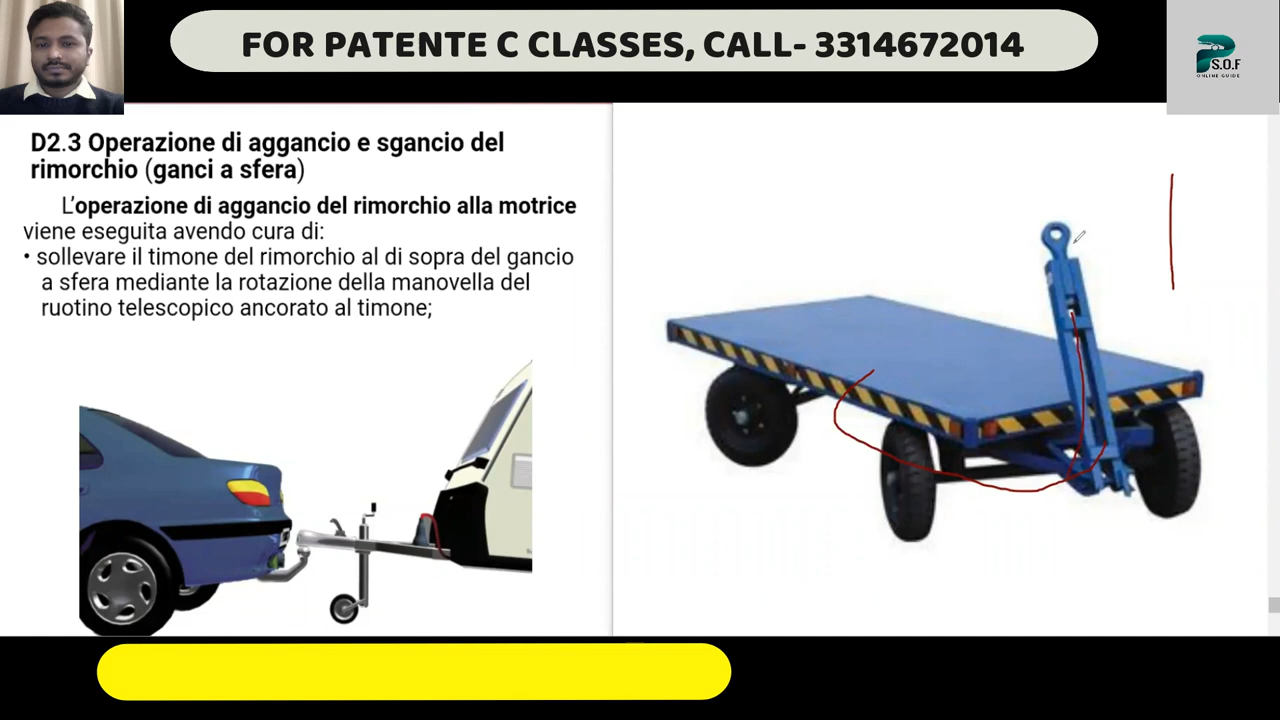 FOR PATENTE C CLASSES, CALL- 3314672014
S.O.F
ONLINE GUIDE
D2.3 Operazione di aggancio e sgancio del
rimorchio (ganci a sfera)
L'operazione di aggancio del rimorchio alla motrice
viene eseguita avendo cura di:
• sollevare il timone del rimorchio al di sopra del gancio
a sfera mediante la rotazione della manovella del
ruotino telescopico ancorato al timone;